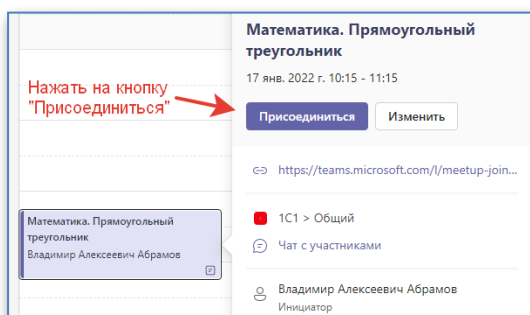 Математика. Прямоугольный
треугольник
17 янв. 2022 г. 10:15 - 11:15
Нажать на кнопку
"Присоединиться"
Присоединиться
Изменить
https://teams.microsoft.com/l/meetup-join...
1С1 > Общий
Чат с участниками
Математика. Прямоугольный
треугольник
Владимир Алексеевич Абрамов
Владимир Алексеевич Абрамов
Инициатор